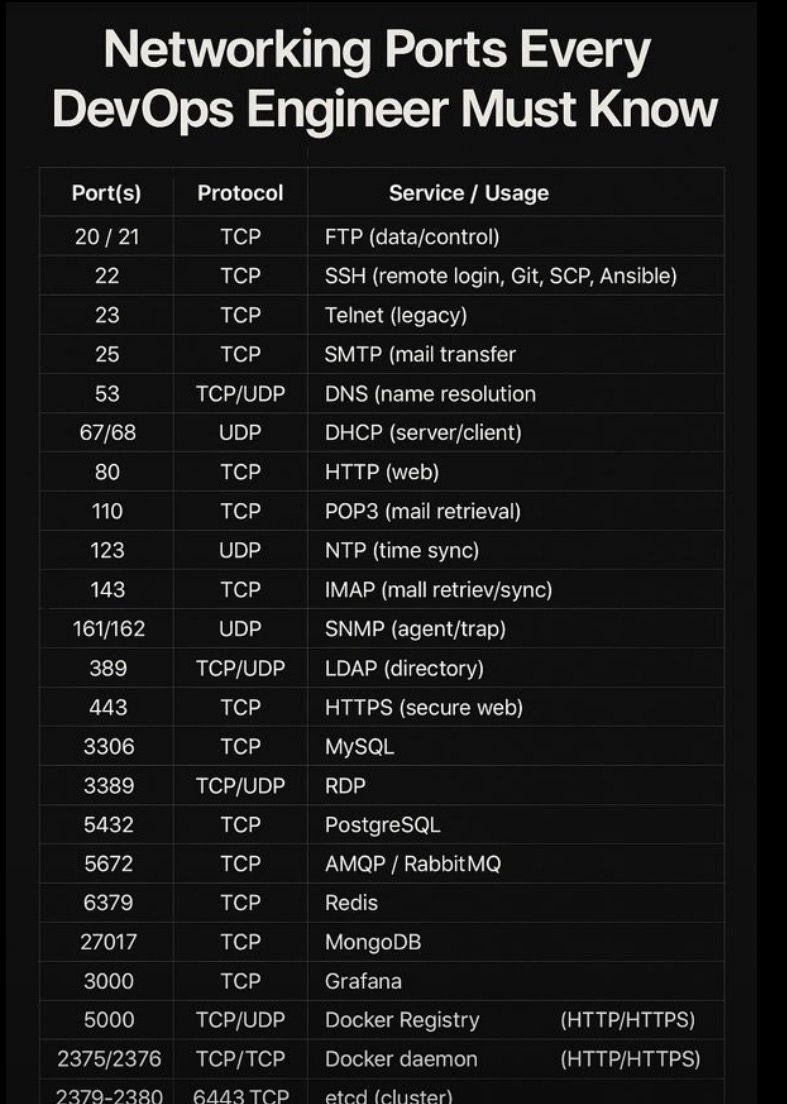 Networking Ports Every
DevOps Engineer Must Know
Port(s) Protocol Service / Usage
20 / 21 TCP FTP (data/control)
22 TCP SSH (remote login, Git, SCP, Ansible)
23 TCP Telnet (legacy)
25 TCP SMTP (mail transfer
53 TCP/UDP DNS (name resolution
67/68 UDP DHCP (server/client)
80 TCP HTTP (web)
110 TCP POP3 (mail retrieval)
123 UDP NTP (time sync)
143 TCP IMAP (mall retriev/sync)
161/162 UDP SNMP (agent/trap)
389 TCP/UDP LDAP (directory)
443 TCP HTTPS (secure web)
3306 TCP MySQL
3389 TCP/UDP RDP
5432 TCP PostgreSQL
5672 TCP AMQP / RabbitMQ
6379 TCP Redis
27017 TCP MongoDB
3000 TCP Grafana
5000 TCP/UDP Docker Registry (HTTP/HTTPS)
2375/2376 TCP/TCP Docker daemon (HTTP/HTTPS)
2379-2380 6443 TCP etcd (cluster)